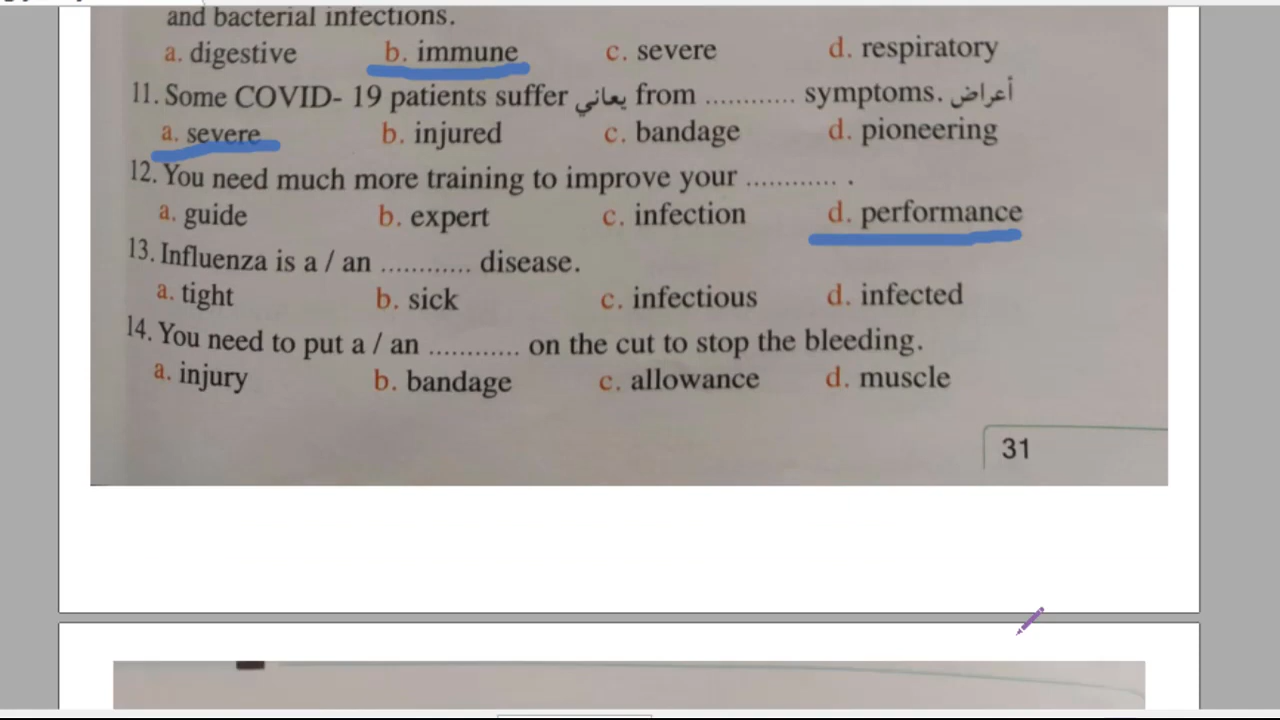 and bacterial infections.
a. digestive b. immune c. severe d. respiratory
11. Some COVID- 19 patients suffer يعاني from ............ symptoms. أعراض
a. severe b. injured c. bandage d. pioneering
12. You need much more training to improve your ............ .
a. guide b. expert c. infection d. performance
13. Influenza is a / an ............ disease.
a. tight b. sick c. infectious d. infected
14. You need to put a / an ............ on the cut to stop the bleeding.
a. injury b. bandage c. allowance d. muscle
31